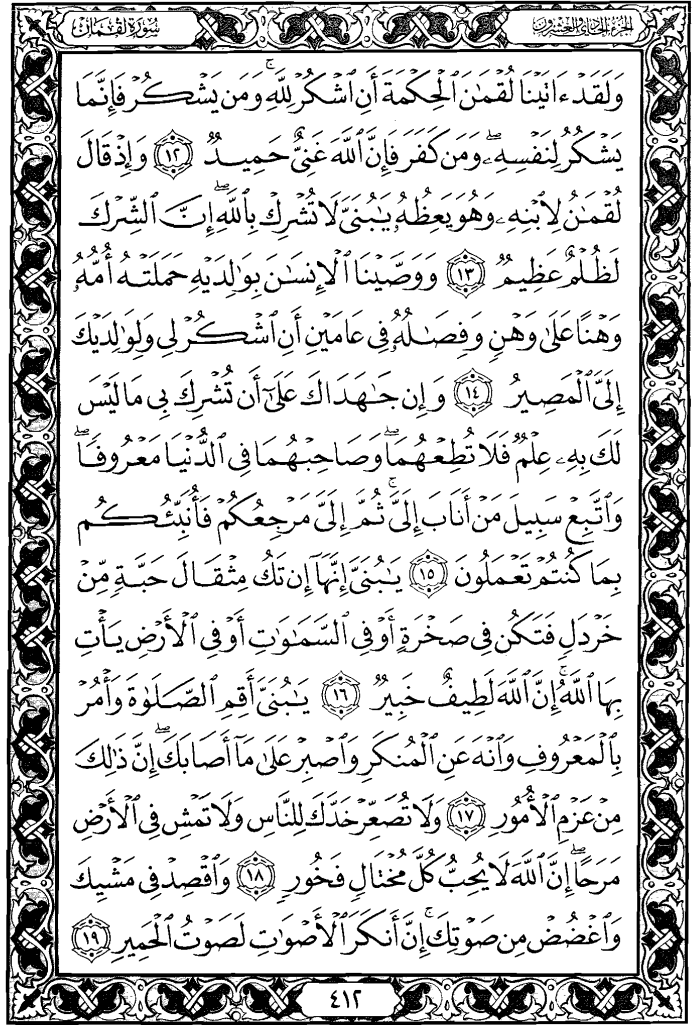 الجزء الحادي والعشرون
سورة لقمان
وَلَقَدْ ءَاتَيْنَا لُقْمَٰنَ ٱلْحِكْمَةَ أَنِ ٱشْكُرْ لِلَّهِ ۚ وَمَن يَشْكُرْ فَإِنَّمَا
يَشْكُرُ لِنَفْسِهِۦ ۖ وَمَن كَفَرَ فَإِنَّ ٱللَّهَ غَنِىٌّ حَمِيدٌ ١٢ وَإِذْ قَالَ
لُقْمَٰنُ لِٱبْنِهِۦ وَهُوَ يَعِظُهُۥ يَٰبُنَىَّ لَا تُشْرِكْ بِٱللَّهِ ۖ إِنَّ ٱلشِّرْكَ
لَظُلْمٌ عَظِيمٌ ١٣ وَوَصَّيْنَا ٱلْإِنسَٰنَ بِوَٰلِدَيْهِ حَمَلَتْهُ أُمُّهُۥ
وَهْنًا عَلَىٰ وَهْنٍ وَفِصَٰلُهُۥ فِى عَامَيْنِ أَنِ ٱشْكُرْ لِى وَلِوَٰلِدَيْكَ
إِلَىَّ ٱلْمَصِيرُ ١٤ وَإِن جَٰهَدَاكَ عَلَىٰٓ أَن تُشْرِكَ بِى مَا لَيْسَ
لَكَ بِهِۦ عِلْمٌ فَلَا تُطِعْهُمَا ۖ وَصَاحِبْهُمَا فِى ٱلدُّنْيَا مَعْرُوفًا ۖ
وَٱتَّبِعْ سَبِيلَ مَنْ أَنَابَ إِلَىَّ ۚ ثُمَّ إِلَىَّ مَرْجِعُكُمْ فَأُنَبِّئُكُم
بِمَا كُنتُمْ تَعْمَلُونَ ١٥ يَٰبُنَىَّ إِنَّهَآ إِن تَكُ مِثْقَالَ حَبَّةٍ مِّنْ
خَرْدَلٍ فَتَكُن فِى صَخْرَةٍ أَوْ فِى ٱلسَّمَٰوَٰتِ أَوْ فِى ٱلْأَرْضِ يَأْتِ
بِهَا ٱللَّهُ ۚ إِنَّ ٱللَّهَ لَطِيفٌ خَبِيرٌ ١٦ يَٰبُنَىَّ أَقِمِ ٱلصَّلَوٰةَ وَأْمُرْ
بِٱلْمَعْرُوفِ وَٱنْهَ عَنِ ٱلْمُنكَرِ وَٱصْبِرْ عَلَىٰ مَآ أَصَابَكَ ۖ إِنَّ ذَٰلِكَ
مِنْ عَزْمِ ٱلْأُمُورِ ١٧ وَلَا تُصَعِّرْ خَدَّكَ لِلنَّاسِ وَلَا تَمْشِ فِى ٱلْأَرْضِ
مَرَحًا ۖ إِنَّ ٱللَّهَ لَا يُحِبُّ كُلَّ مُخْتَالٍ فَخُورٍ ١٨ وَٱقْصِدْ فِى مَشْيِكَ
وَٱغْضُضْ مِن صَوْتِكَ ۚ إِنَّ أَنكَرَ ٱلْأَصْوَٰتِ لَصَوْتُ ٱلْحَمِيرِ ١٩
٤١٢